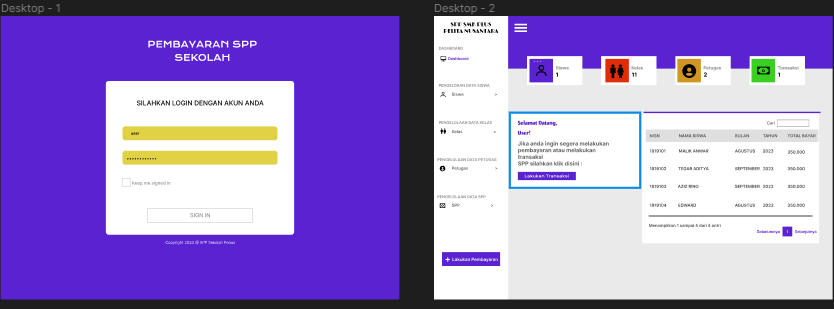 Desktop - 1
PEMBAYARAN SPP
SEKOLAH
SILAHKAN LOGIN DENGAN AKUN ANDA
user
************
Keep me signed in
SIGN IN
Copyright 2023 @ SPP Sekolah
Desktop - 2
SPP SMK PLUS
PELITA NUSANTARA
DASHBOARD
Dashboard
PENGELOLAAN DATA SISWA
Siswa >
PENGELOLAAN DATA KELAS
Kelas >
PENGELOLAAN DATA PETUGAS
Petugas >
PENGELOLAAN DATA SPP
SPP >
+ Lakukan Pembayaran
Siswa
1
Kelas
11
Petugas
2
Transaksi
1
Selamat Datang,
User!
Jika anda ingin segera melakukan
pembayaran atau melakukan
transaksi
SPP silahkan klik disini :
Lakukan Transaksi
Cari
NISN NAMA SISWA BULAN TAHUN TOTAL BAYAR
1819101 MALIK ANWAR AGUSTUS 2023 350.000
1819102 TEGAR ADITYA SEPTEMBER 2023 350.000
1819103 AZIZ RINO SEPTEMBER 2023 350.000
1819104 EDWARD AGUSTUS 2023 350.000
Menampilkan 1 sampai 4 dari 4 antri
Sebelumnya 1 Selanjutnya